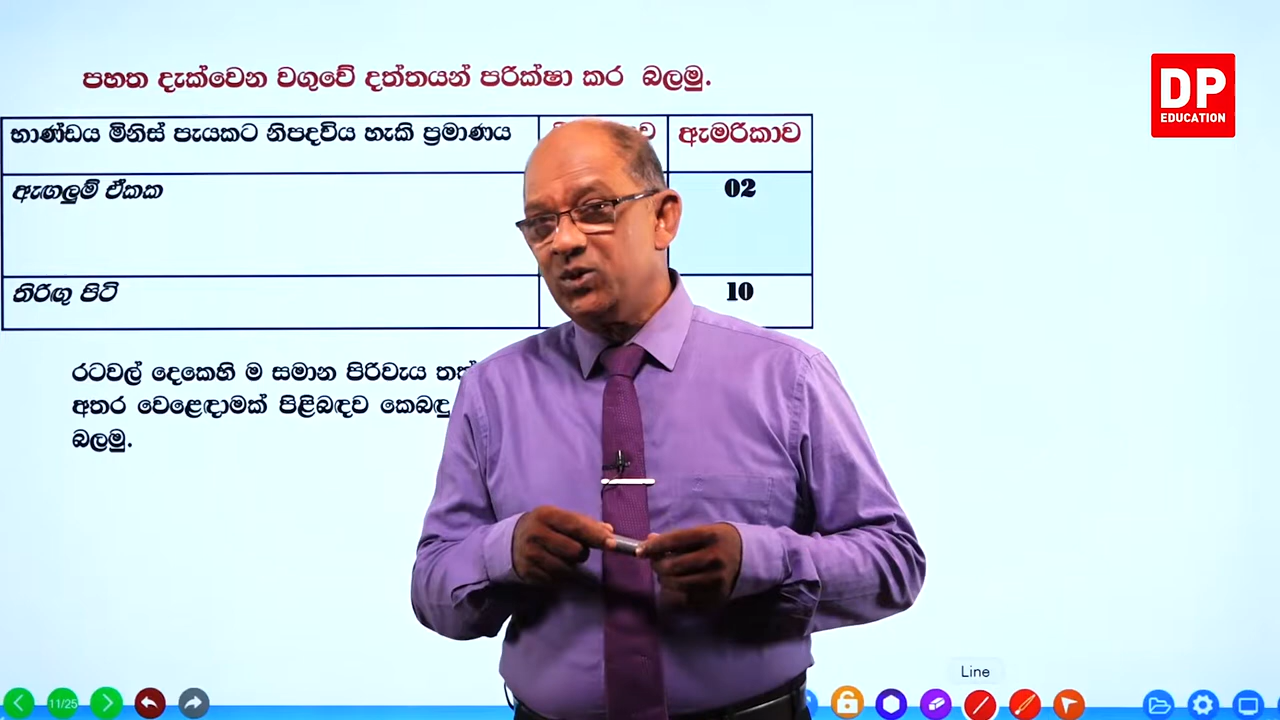 DP
EDUCATION
පහත දැක්වෙන වගුවේ දත්තයන් පරික්ෂා කර බලමු.
භාණ්ඩය මිනිස් පැයකට නිපදවිය හැකි ප්‍රමාණය ඇමරිකාව
ඇඟලුම් ඒකක 02
තිරිඟු පිටි 10
රටවල් දෙකෙහි ම සමාන පිරිවැය
අතර වෙළෙඳාමක් පිළිබඳව කෙබඳු
බලමු.
Line
11/25